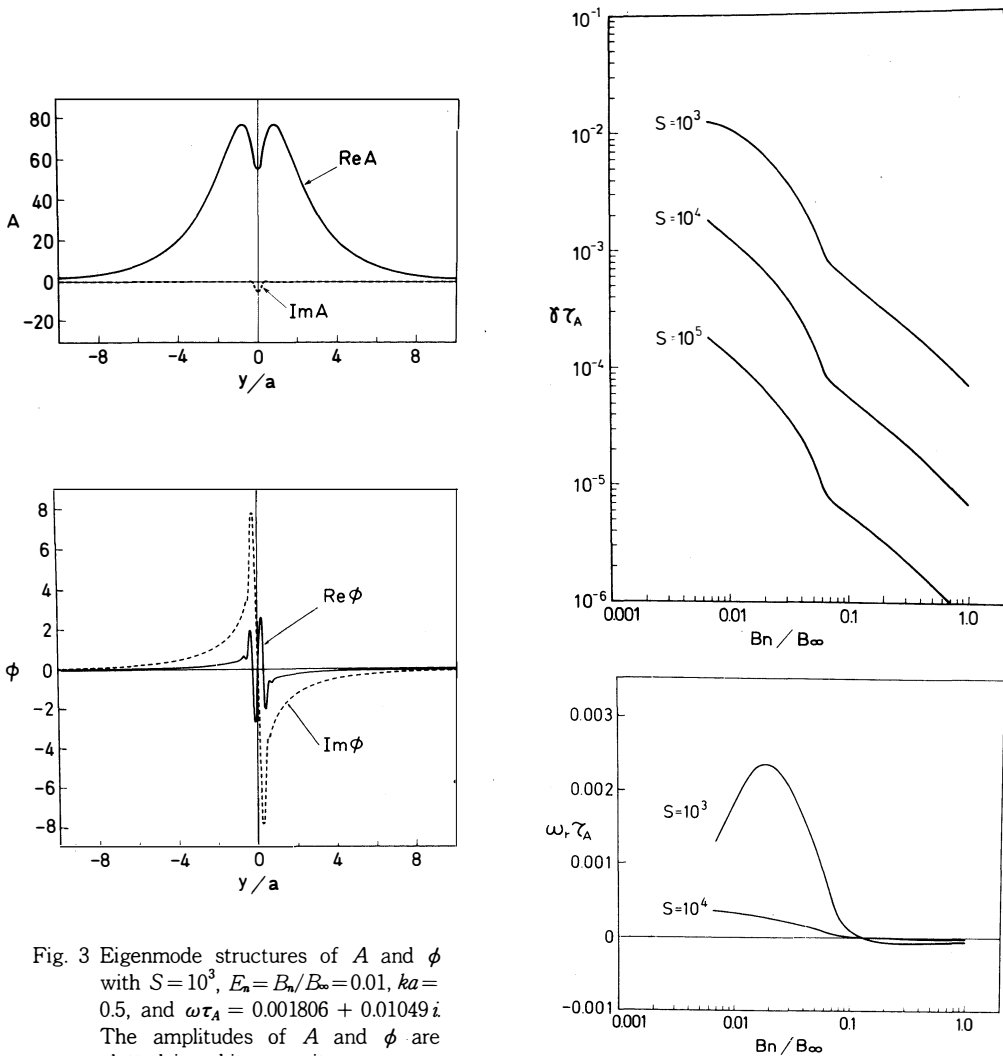 80
60
A
40
20
0
−20
ReA
ImA
−8
−4
0
4
8
y/a
8
6
4
2
ϕ
0
−2
−4
−6
−8
Reϕ
Imϕ
−8
−4
0
4
8
y/a
Fig. 3 Eigenmode structures of A and ϕ
with S=10³, Eₙ=Bₙ/B∞=0.01, ka=
0.5, and ωτ_A = 0.001806 + 0.01049 i.
The amplitudes of A and ϕ are
10⁻¹
10⁻²
10⁻³
γτ_A
10⁻⁴
10⁻⁵
10⁻⁶
S=10³
S=10⁴
S=10⁵
0.001
0.01
0.1
1.0
Bn / B∞
0.003
0.002
ωᵣτ_A
0.001
0
−0.001
S=10³
S=10⁴
0.001
0.01
0.1
1.0
Bn / B∞